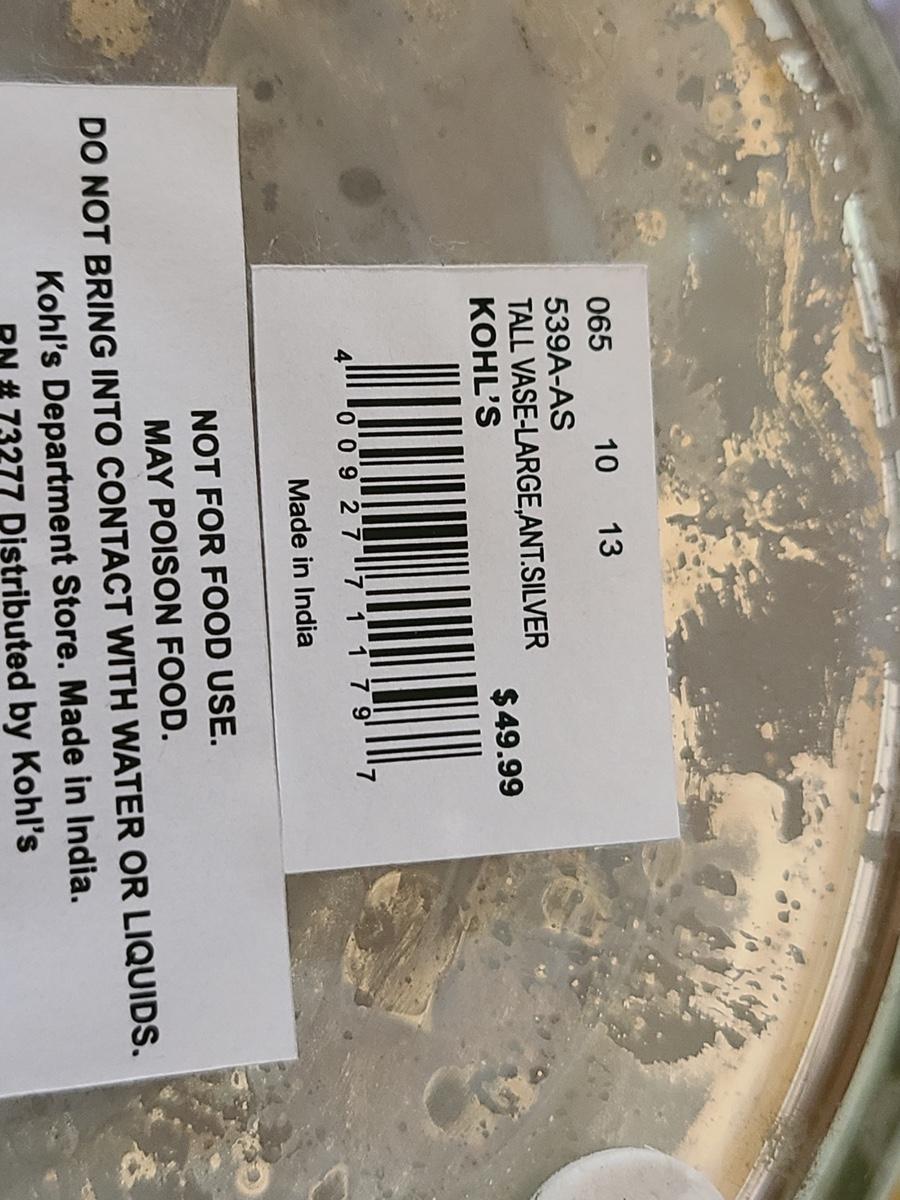 065 10 13
539A-AS
TALL VASE-LARGE,ANT.SILVER
KOHL'S $49.99
4 00927 71179 7
Made in India
NOT FOR FOOD USE.
MAY POISON FOOD.
DO NOT BRING INTO CONTACT WITH WATER OR LIQUIDS.
Kohl's Department Store. Made in India.
RN # 73277 Distributed by Kohl's